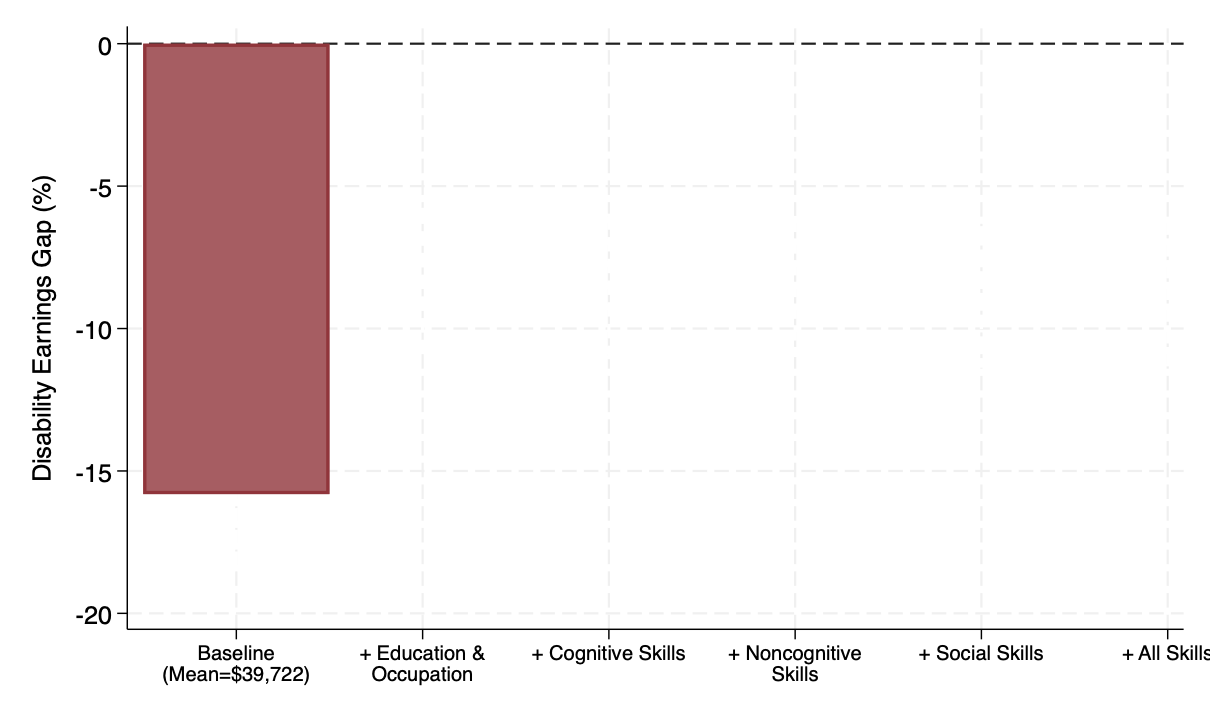 Disability Earnings Gap (%)
0
-5
-10
-15
-20
Baseline
(Mean=$39,722)
+ Education &
Occupation
+ Cognitive Skills
+ Noncognitive
Skills
+ Social Skills
+ All Skills